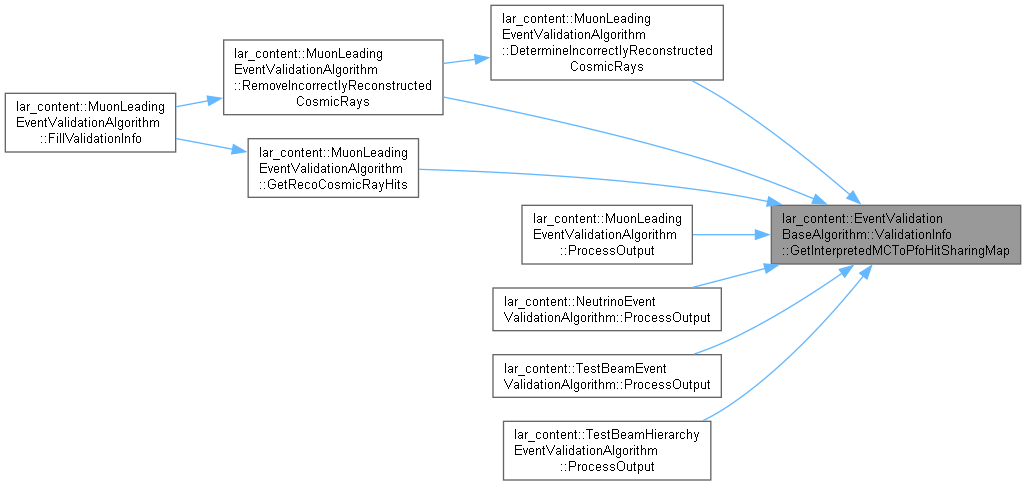 lar_content::MuonLeading
EventValidationAlgorithm
::DetermineIncorrectlyReconstructed
CosmicRays
lar_content::MuonLeading
EventValidationAlgorithm
::RemoveIncorrectlyReconstructed
CosmicRays
lar_content::MuonLeading
EventValidationAlgorithm
::FillValidationInfo
lar_content::MuonLeading
EventValidationAlgorithm
::GetRecoCosmicRayHits
lar_content::MuonLeading
EventValidationAlgorithm
::ProcessOutput
lar_content::EventValidation
BaseAlgorithm::ValidationInfo
::GetInterpretedMCToPfoHitSharingMap
lar_content::NeutrinoEvent
ValidationAlgorithm::ProcessOutput
lar_content::TestBeamEvent
ValidationAlgorithm::ProcessOutput
lar_content::TestBeamHierarchy
EventValidationAlgorithm
::ProcessOutput